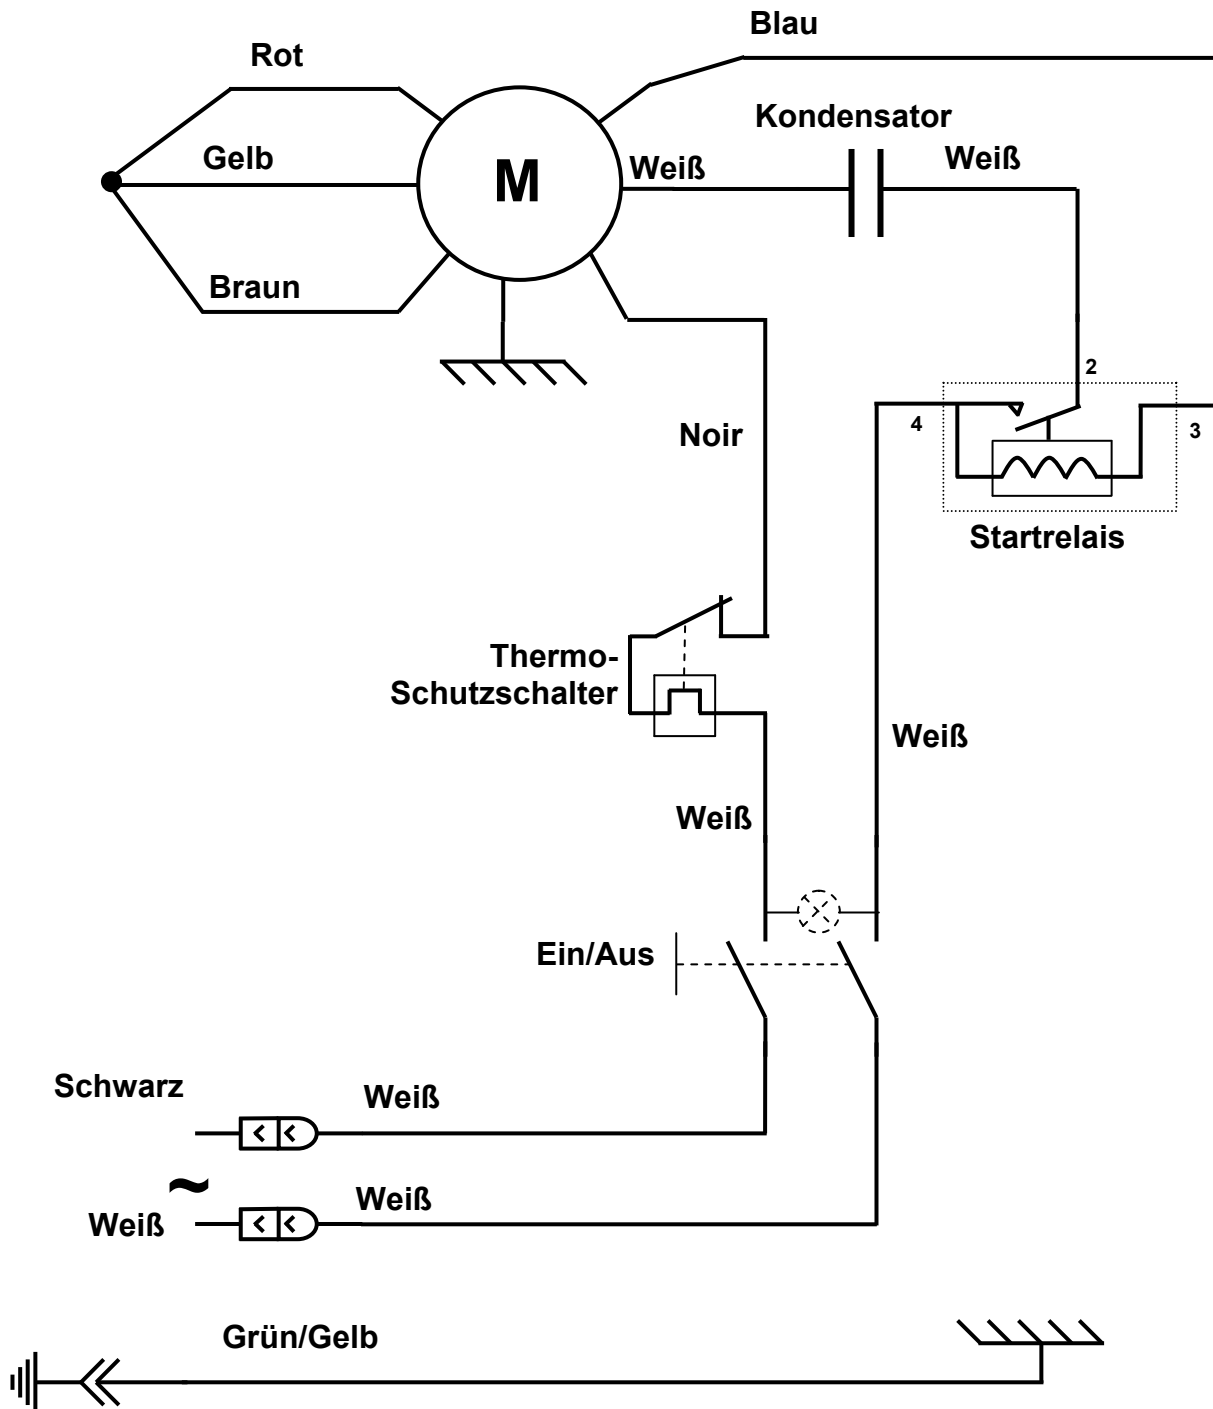 Blau
Rot
Kondensator
Gelb
Weiß
Weiß
M
Braun
2
4
3
Noir
Startrelais
Thermo-
Schutzschalter
Weiß
Weiß
Ein/Aus
Schwarz
Weiß
~
Weiß
Weiß
Grün/Gelb